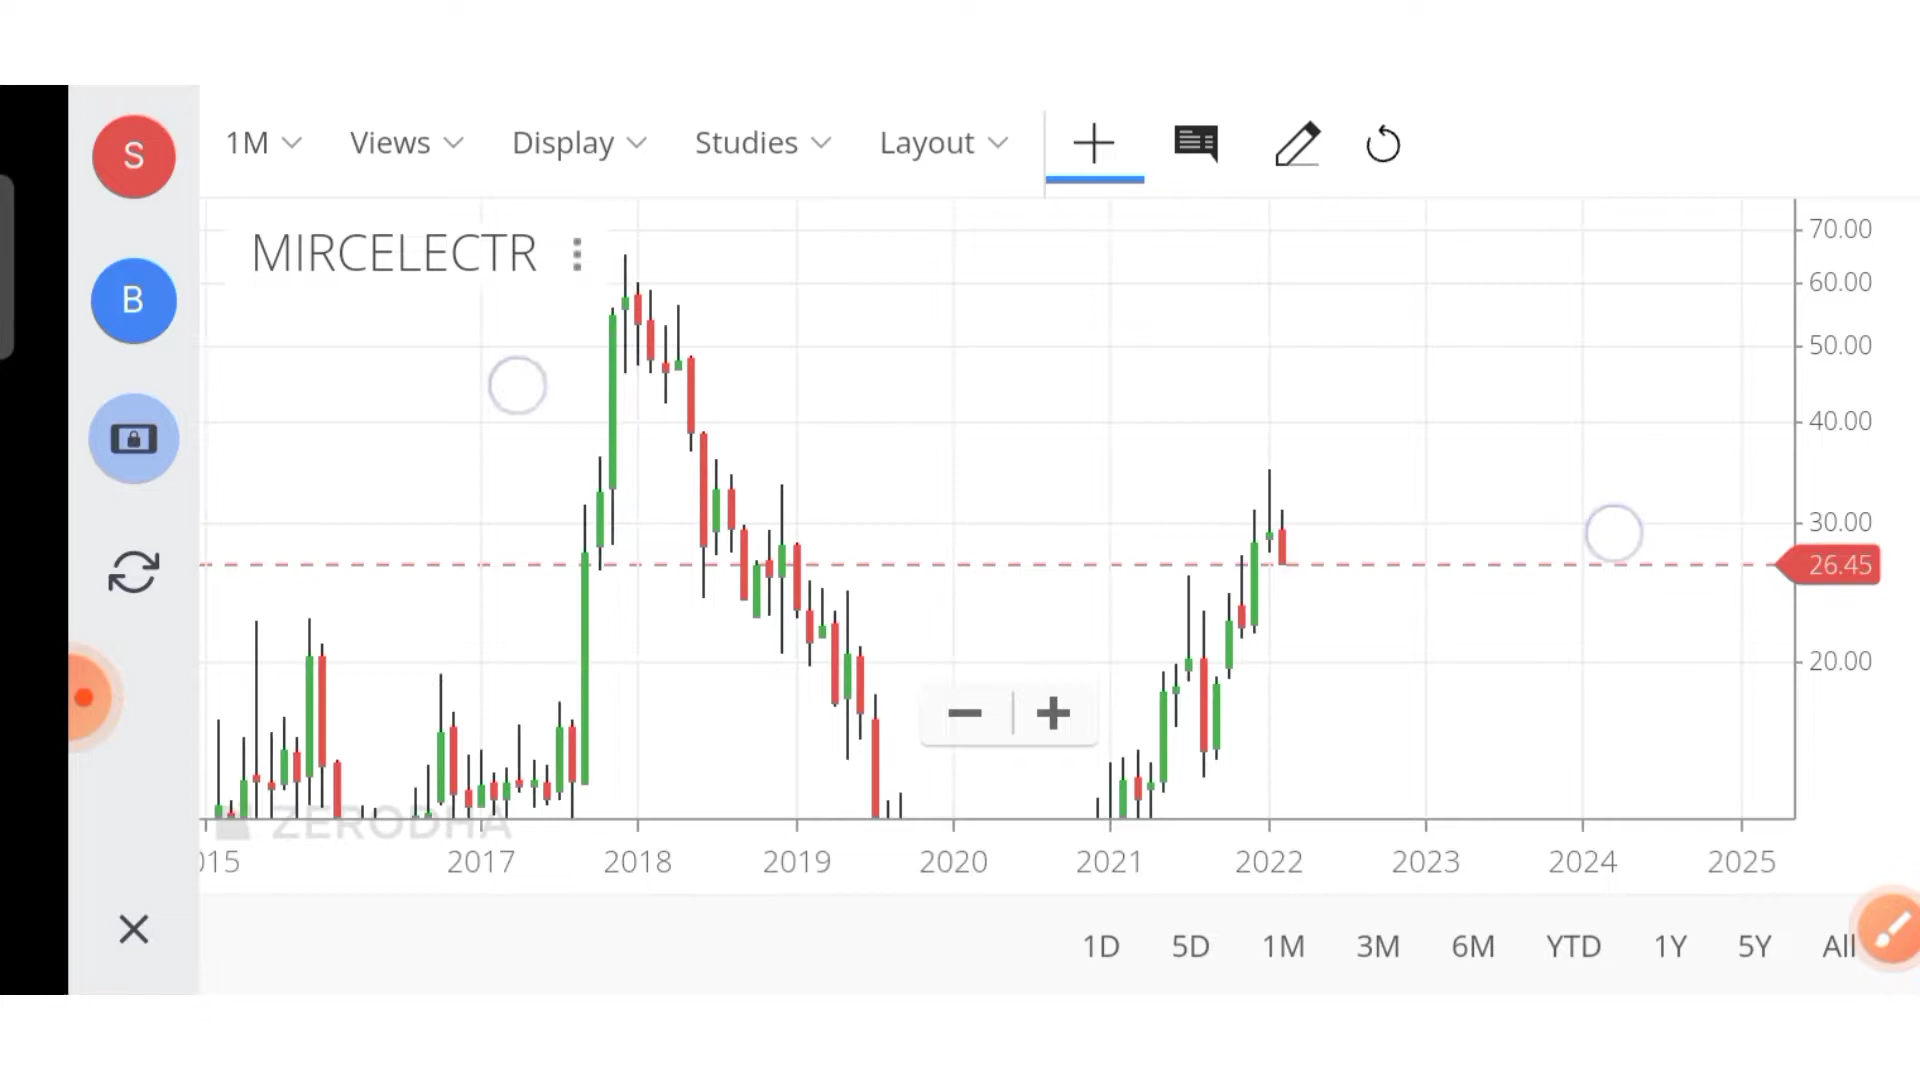 S
1M Views Display Studies Layout
B
MIRCELECTR
70.00
60.00
50.00
40.00
30.00
26.45
20.00
ZERODHA
015 2017 2018 2019 2020 2021 2022 2023 2024 2025
1D 5D 1M 3M 6M YTD 1Y 5Y All